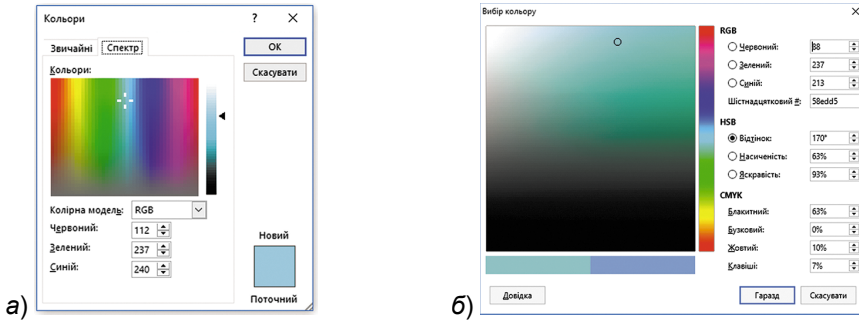 Кольори ? ×
Звичайні Спектр
ОК
Скасувати
Кольори:
Колірна модель: RGB
Червоний: 112
Зелений: 237
Синій: 240
Новий
Поточний
а)
Вибір кольору ×
RGB
Червоний: 88
Зелений: 237
Синій: 213
Шістнадцятковий #: 58edd5
HSB
Відтінок: 170°
Насиченість: 63%
Яскравість: 93%
CMYK
Блакитний: 63%
Бузковий: 0%
Жовтий: 10%
Клавіші: 7%
Довідка Гаразд Скасувати
б)